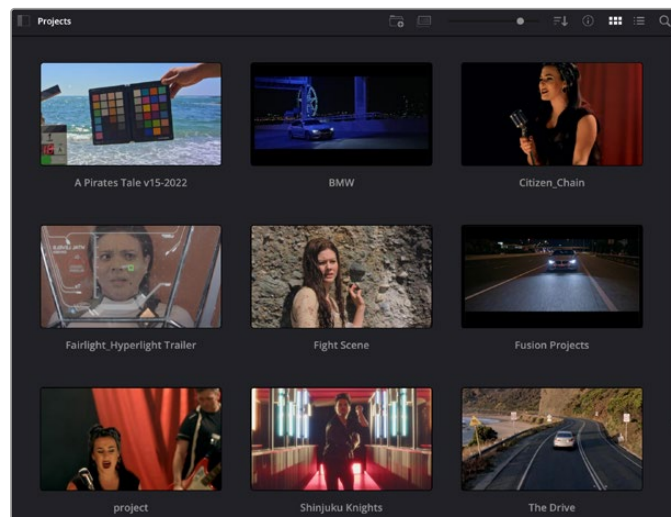 Projects
A Pirates Tale v15-2022
BMW
Citizen_Chain
Fairlight_Hyperlight Trailer
Fight Scene
Fusion Projects
project
Shinjuku Knights
The Drive